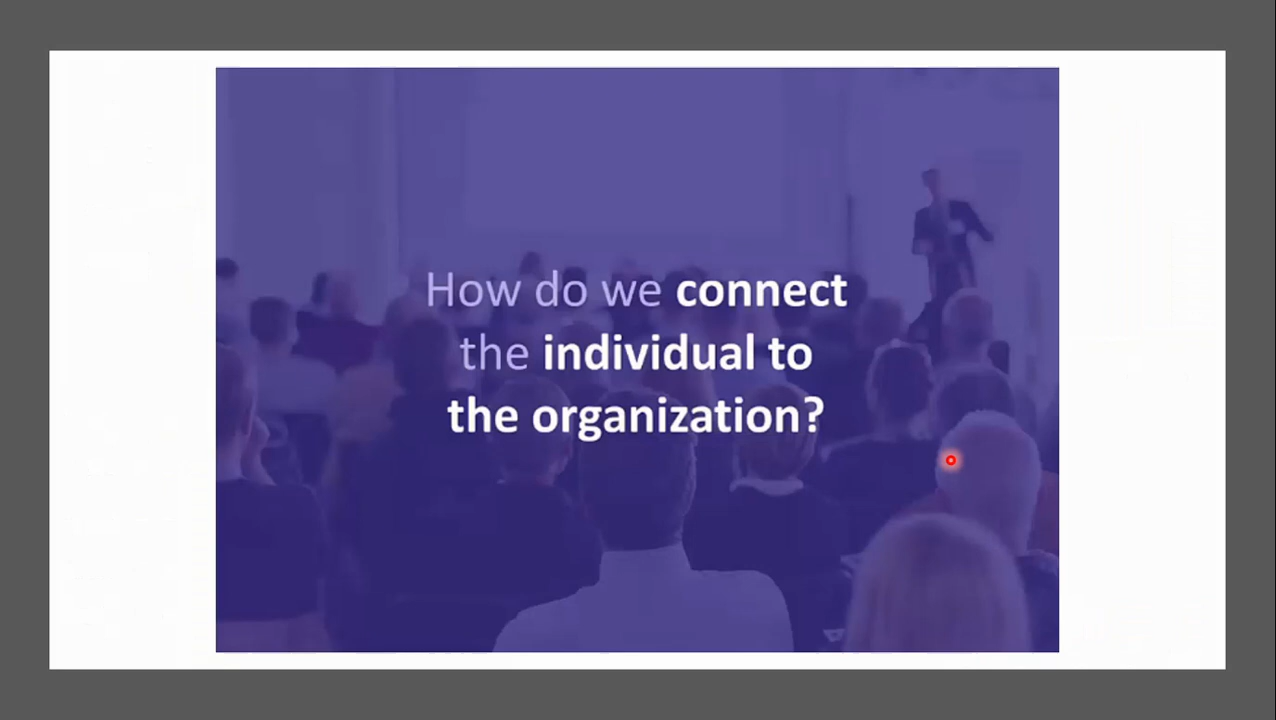 How do we connect
the individual to
the organization?